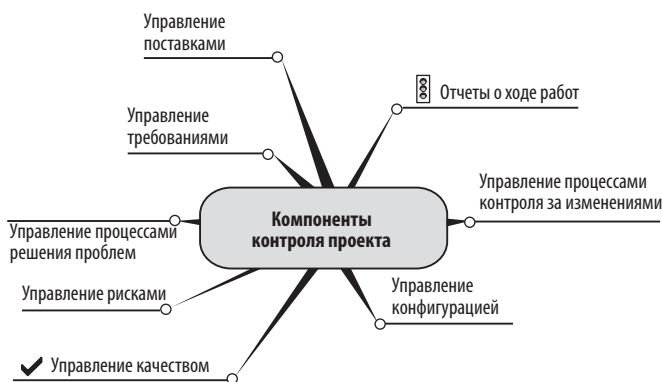 Управление
поставками
Отчеты о ходе работ
Управление
требованиями
Управление процессами
контроля за изменениями
Компоненты
контроля проекта
Управление процессами
решения проблем
Управление
конфигурацией
Управление рисками
Управление качеством